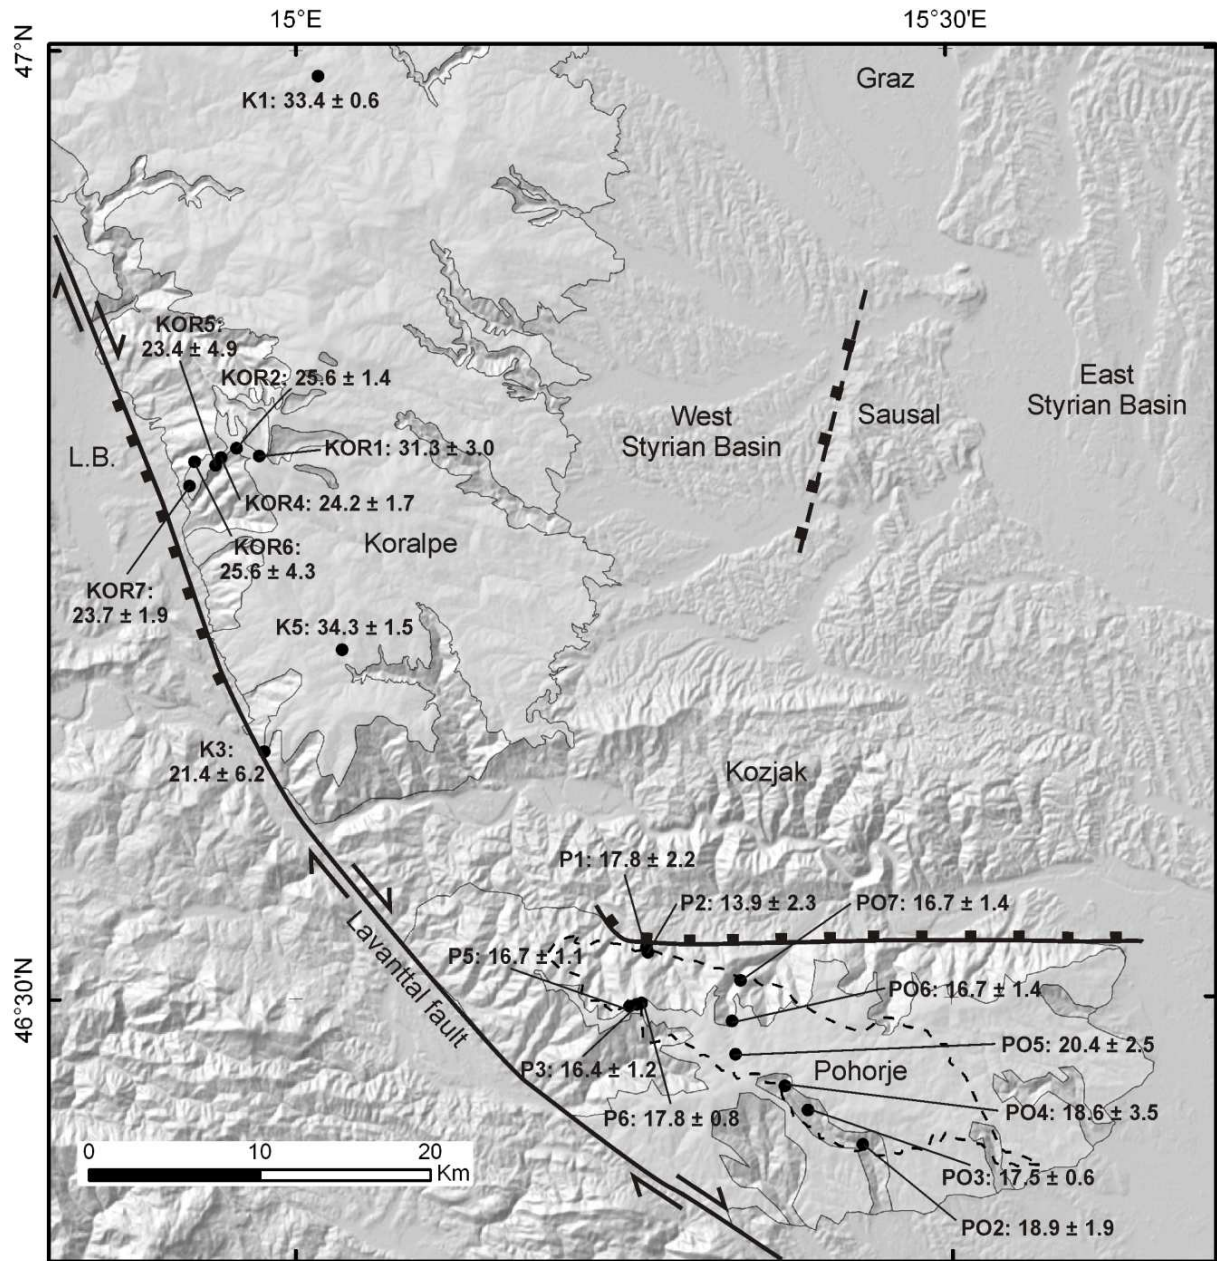 15°E
15°30'E
47°N
Graz
K1: 33.4 ± 0.6
KOR5:
23.4 ± 4.9
KOR2: 25.6 ± 1.4
East
Styrian Basin
West
Styrian Basin
Sausal
L.B.
KOR1: 31.3 ± 3.0
KOR4: 24.2 ± 1.7
Koralpe
KOR6:
25.6 ± 4.3
KOR7:
23.7 ± 1.9
K5: 34.3 ± 1.5
K3:
21.4 ± 6.2
Kozjak
P1: 17.8 ± 2.2
P2: 13.9 ± 2.3
PO7: 16.7 ± 1.4
P5: 16.7 ± 1.1
46°30'N
Lavanttal fault
PO6: 16.7 ± 1.4
PO5: 20.4 ± 2.5
P3: 16.4 ± 1.2
Pohorje
P6: 17.8 ± 0.8
PO4: 18.6 ± 3.5
0
20
Km
PO3: 17.5 ± 0.6
PO2: 18.9 ± 1.9